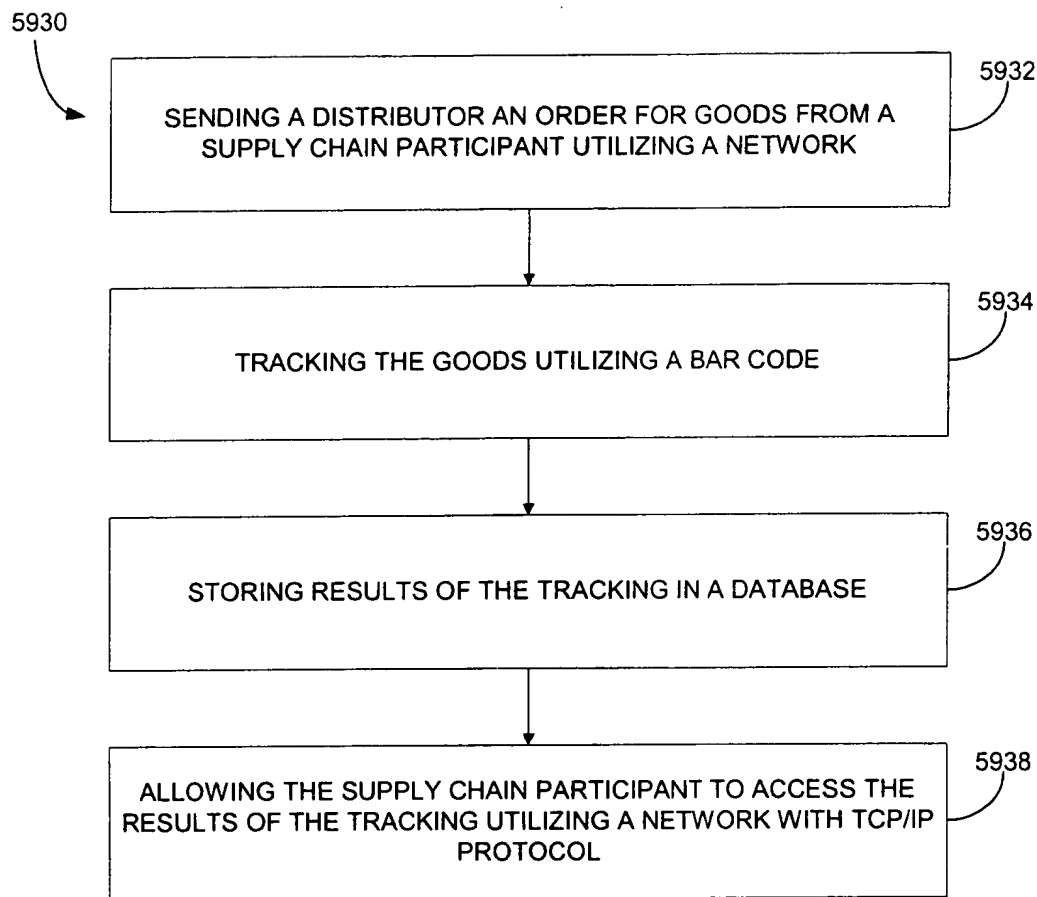 5930
5932
SENDING A DISTRIBUTOR AN ORDER FOR GOODS FROM A
SUPPLY CHAIN PARTICIPANT UTILIZING A NETWORK
5934
TRACKING THE GOODS UTILIZING A BAR CODE
5936
STORING RESULTS OF THE TRACKING IN A DATABASE
5938
ALLOWING THE SUPPLY CHAIN PARTICIPANT TO ACCESS THE
RESULTS OF THE TRACKING UTILIZING A NETWORK WITH TCP/IP
PROTOCOL